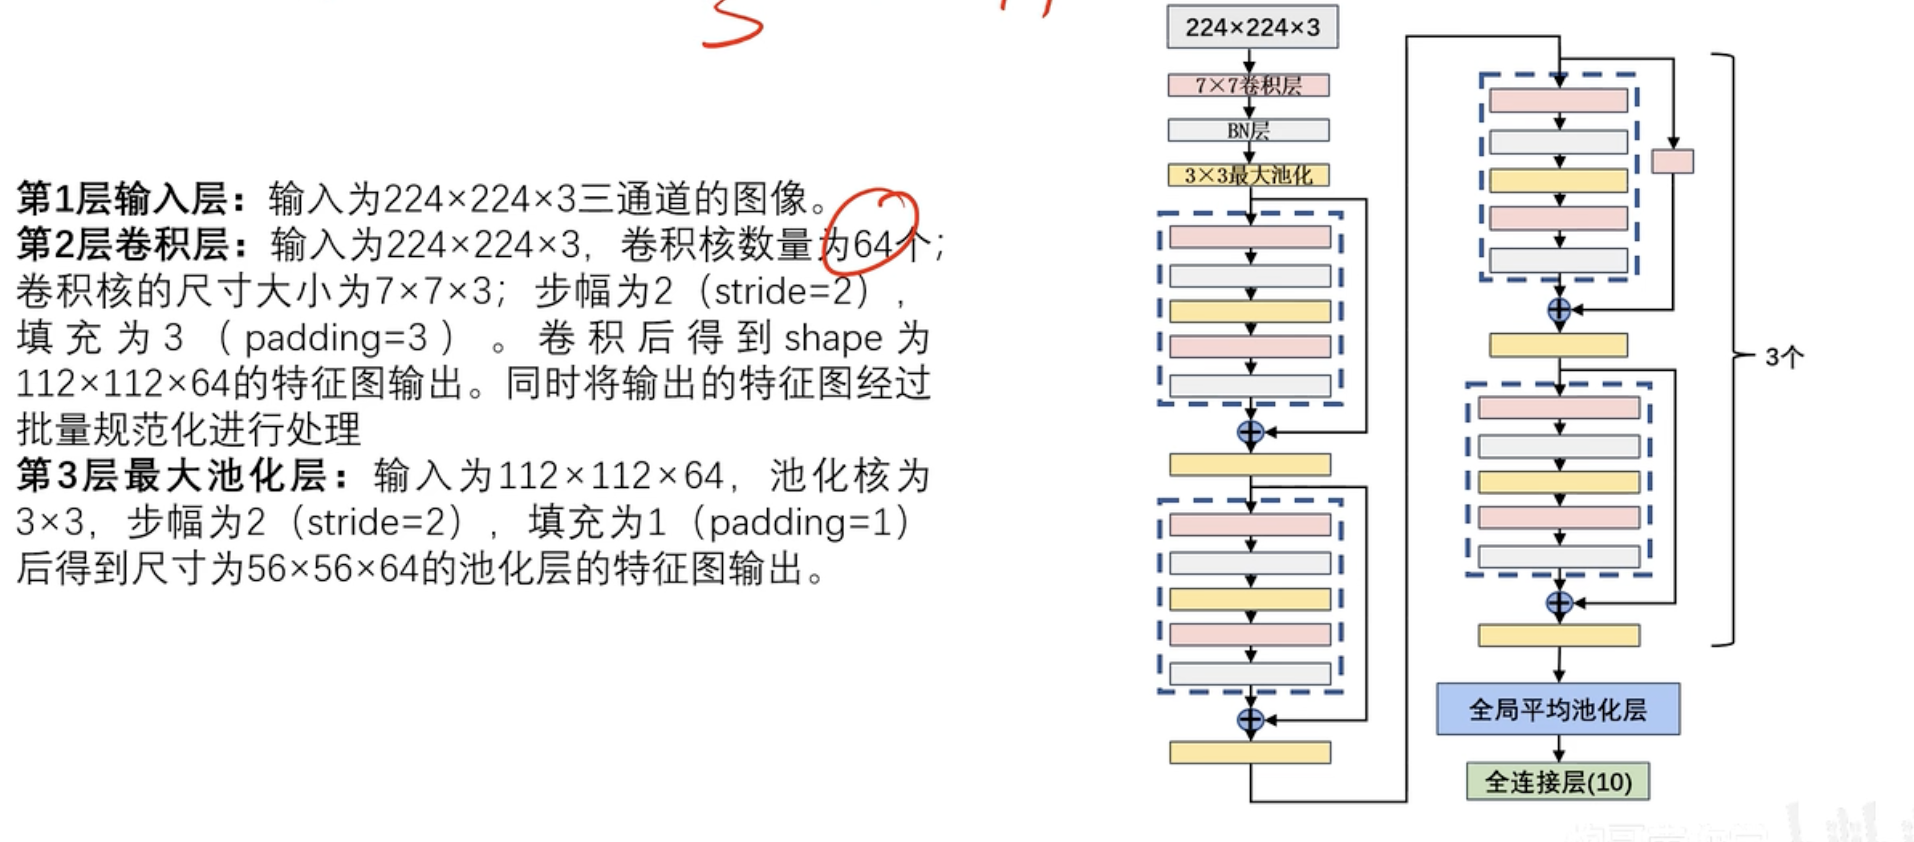 第1层输入层：输入为224×224×3三通道的图像。
第2层卷积层：输入为224×224×3，卷积核数量为64个；
卷积核的尺寸大小为7×7×3；步幅为2（stride=2），
填充为3（padding=3）。卷积后得到shape为
112×112×64的特征图输出。同时将输出的特征图经过
批量规范化进行处理
第3层最大池化层：输入为112×112×64，池化核为
3×3，步幅为2（stride=2），填充为1（padding=1）
后得到尺寸为56×56×64的池化层的特征图输出。
224×224×3
7×7卷积层
BN层
3×3最大池化
3个
全局平均池化层
全连接层(10)